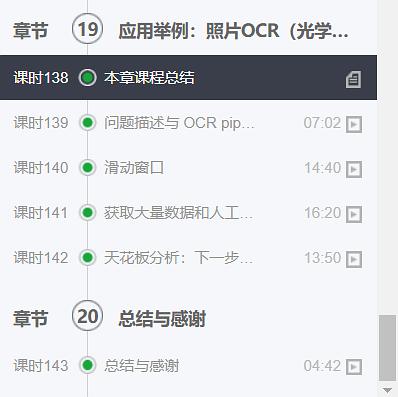 章节 19 应用举例：照片OCR（光学…
课时138 本章课程总结
课时139 问题描述与 OCR pip… 07:02
课时140 滑动窗口 14:40
课时141 获取大量数据和人工… 16:20
课时142 天花板分析：下一步… 13:50
章节 20 总结与感谢
课时143 总结与感谢 04:42